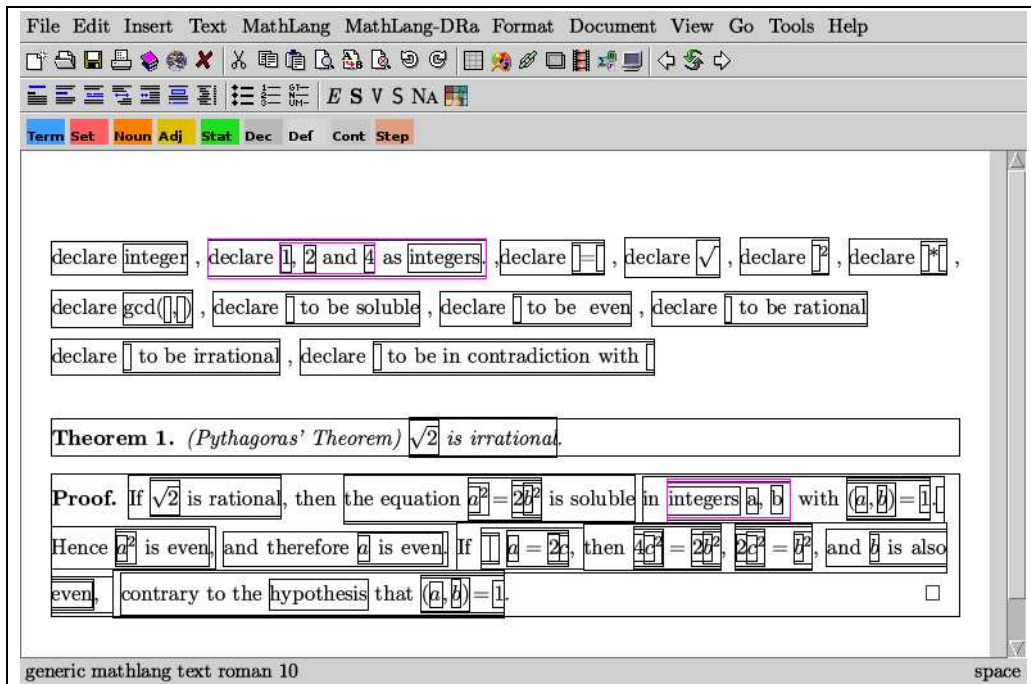 File Edit Insert Text MathLang MathLang-DRa Format Document View Go Tools Help
E S V S NA
Term Set Noun Adj Stat Dec Def Cont Step
declare integer , declare 1, 2 and 4 as integers. ,declare = , declare √ , declare ² , declare * ,
declare gcd(,) , declare to be soluble , declare to be even , declare to be rational
declare to be irrational , declare to be in contradiction with
Theorem 1. (Pythagoras' Theorem) √2 is irrational.
Proof. If √2 is rational, then the equation a² = 2b² is soluble in integers a, b with (a, b) = 1.
Hence a² is even, and therefore a is even. If a = 2c, then 4c² = 2b², 2c² = b², and b is also
even, contrary to the hypothesis that (a, b) = 1. □
generic mathlang text roman 10 space